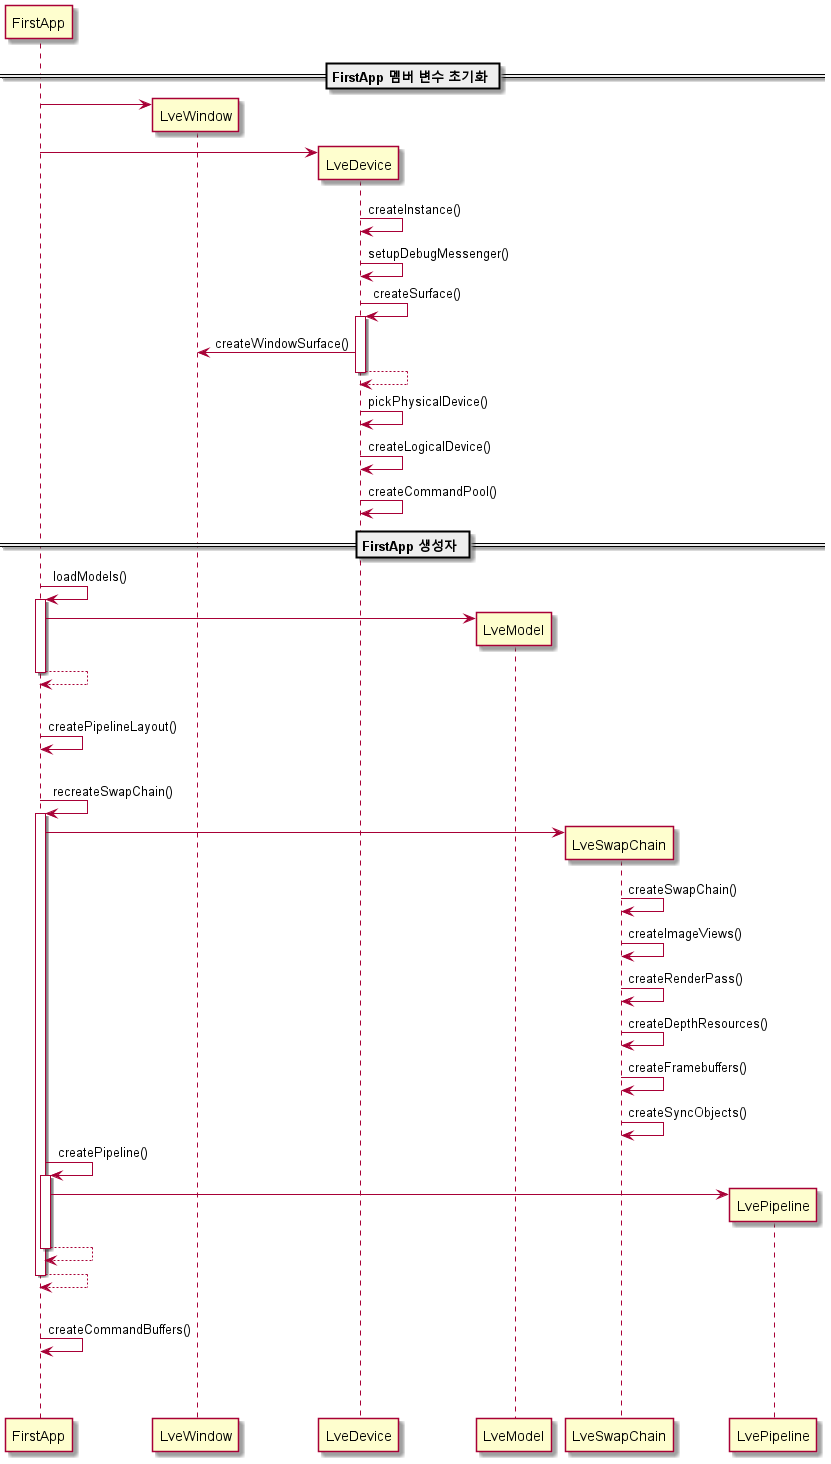 FirstApp
FirstApp 멤버 변수 초기화
LveWindow
LveDevice
createInstance()
setupDebugMessenger()
createSurface()
createWindowSurface()
pickPhysicalDevice()
createLogicalDevice()
createCommandPool()
FirstApp 생성자
loadModels()
LveModel
createPipelineLayout()
recreateSwapChain()
LveSwapChain
createSwapChain()
createImageViews()
createRenderPass()
createDepthResources()
createFramebuffers()
createSyncObjects()
createPipeline()
LvePipeline
createCommandBuffers()
FirstApp LveWindow LveDevice LveModel LveSwapChain LvePipeline